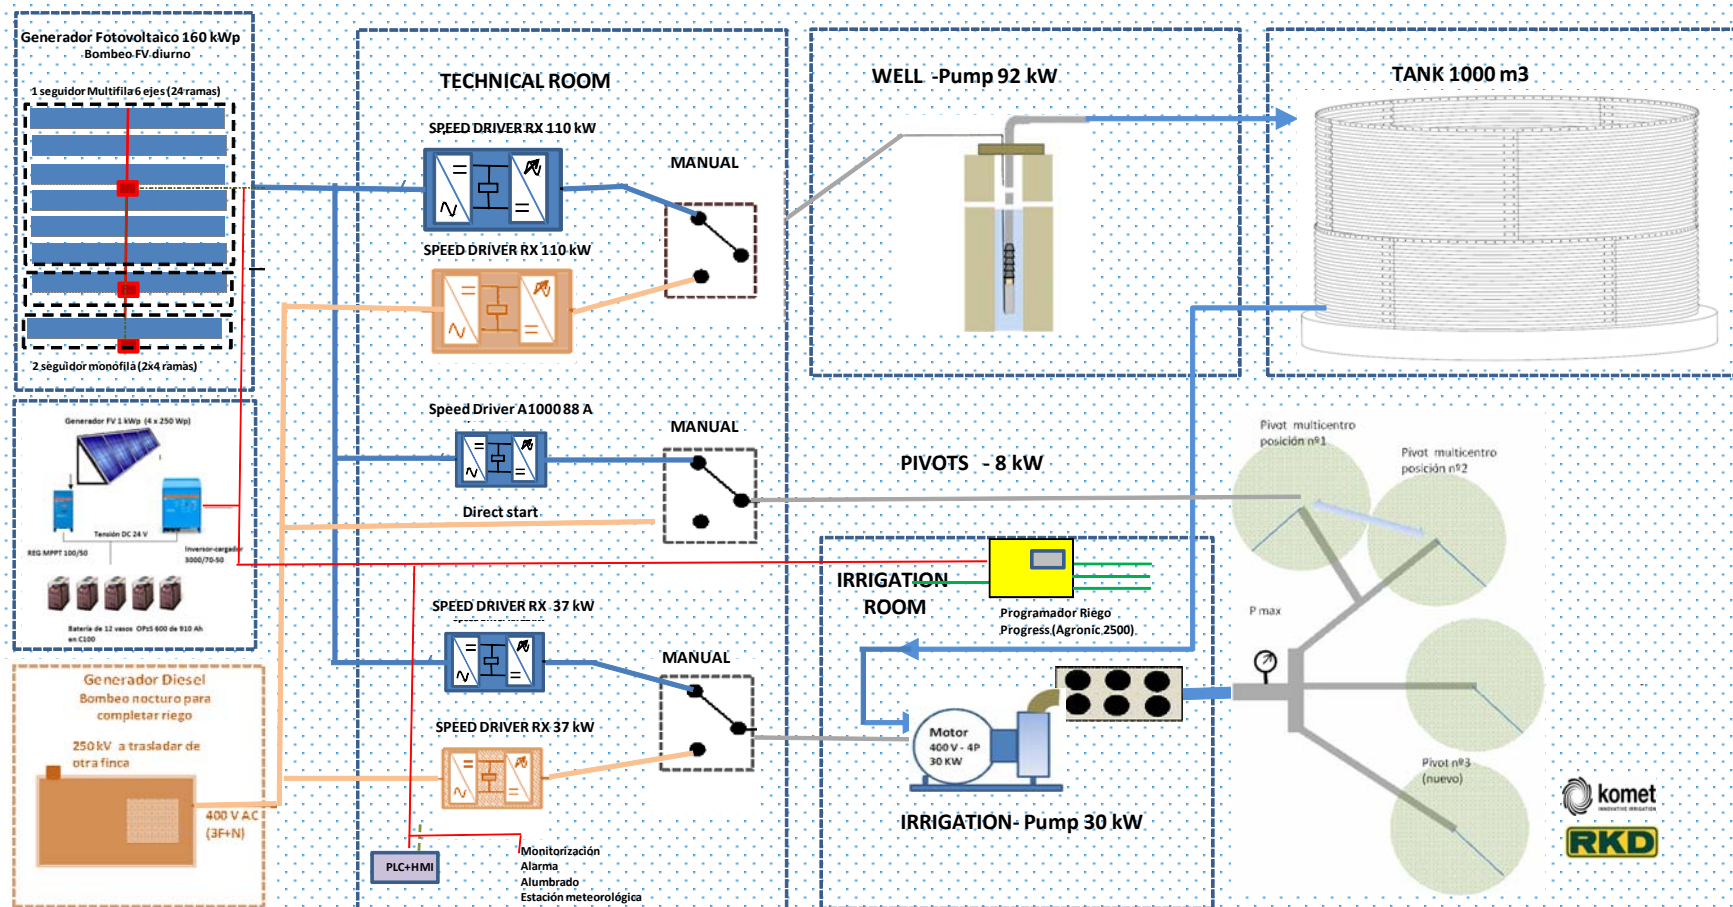 Generador Fotovoltaico 160 kWp
Bombeo FV diurno
1 seguidor Multifila 6 ejes (24 ramas)
2 seguidor monofila (2x4 ramas)
Generador FV 1 kWp (4 x 250 Wp)
Tensión DC 24 V
REG MPPT 100/50
Inversor-cargador
3000/70-50
Batería de 12 vasos OPzS 600 de 910 Ah
en C100
Generador Diesel
Bombeo nocturo para
completar riego
250 kV a trasladar de
otra finca
400 V AC
(3F+N)
TECHNICAL ROOM
SPEED DRIVER RX 110 kW
MANUAL
SPEED DRIVER RX 110 kW
Speed Driver A1000 88 A
MANUAL
Direct start
SPEED DRIVER RX 37 kW
MANUAL
SPEED DRIVER RX 37 kW
PLC+HMI
Monitorización
Alarma
Alumbrado
Estación meteorológica
WELL -Pump 92 kW
TANK 1000 m3
PIVOTS - 8 kW
IRRIGATION
ROOM
Programador Riego
Progress (Agronic 2500)
Motor
400 V - 4P
30 KW
IRRIGATION- Pump 30 kW
Pivot multicentro
posición nº1
Pivot multicentro
posición nº2
P max
Pivot nº3
(nuevo)
komet
INNOVATIVE IRRIGATION
RKD